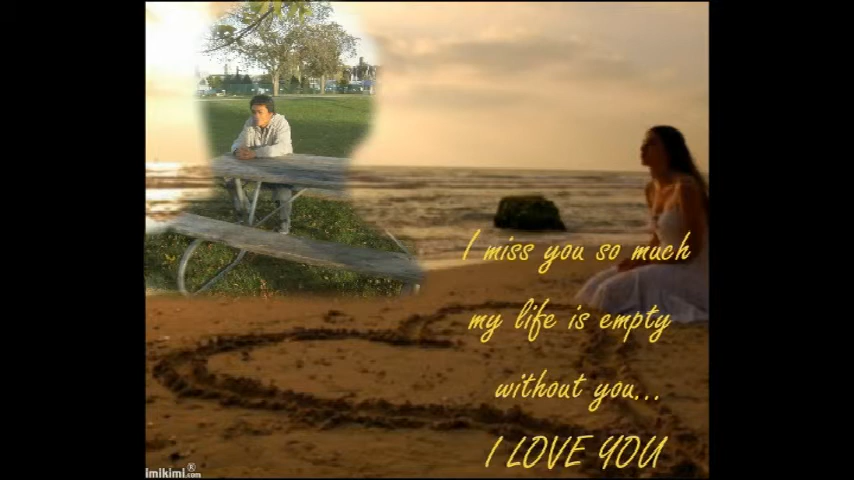 I miss you so much
my life is empty
without you...
I LOVE YOU
imikimi®.com